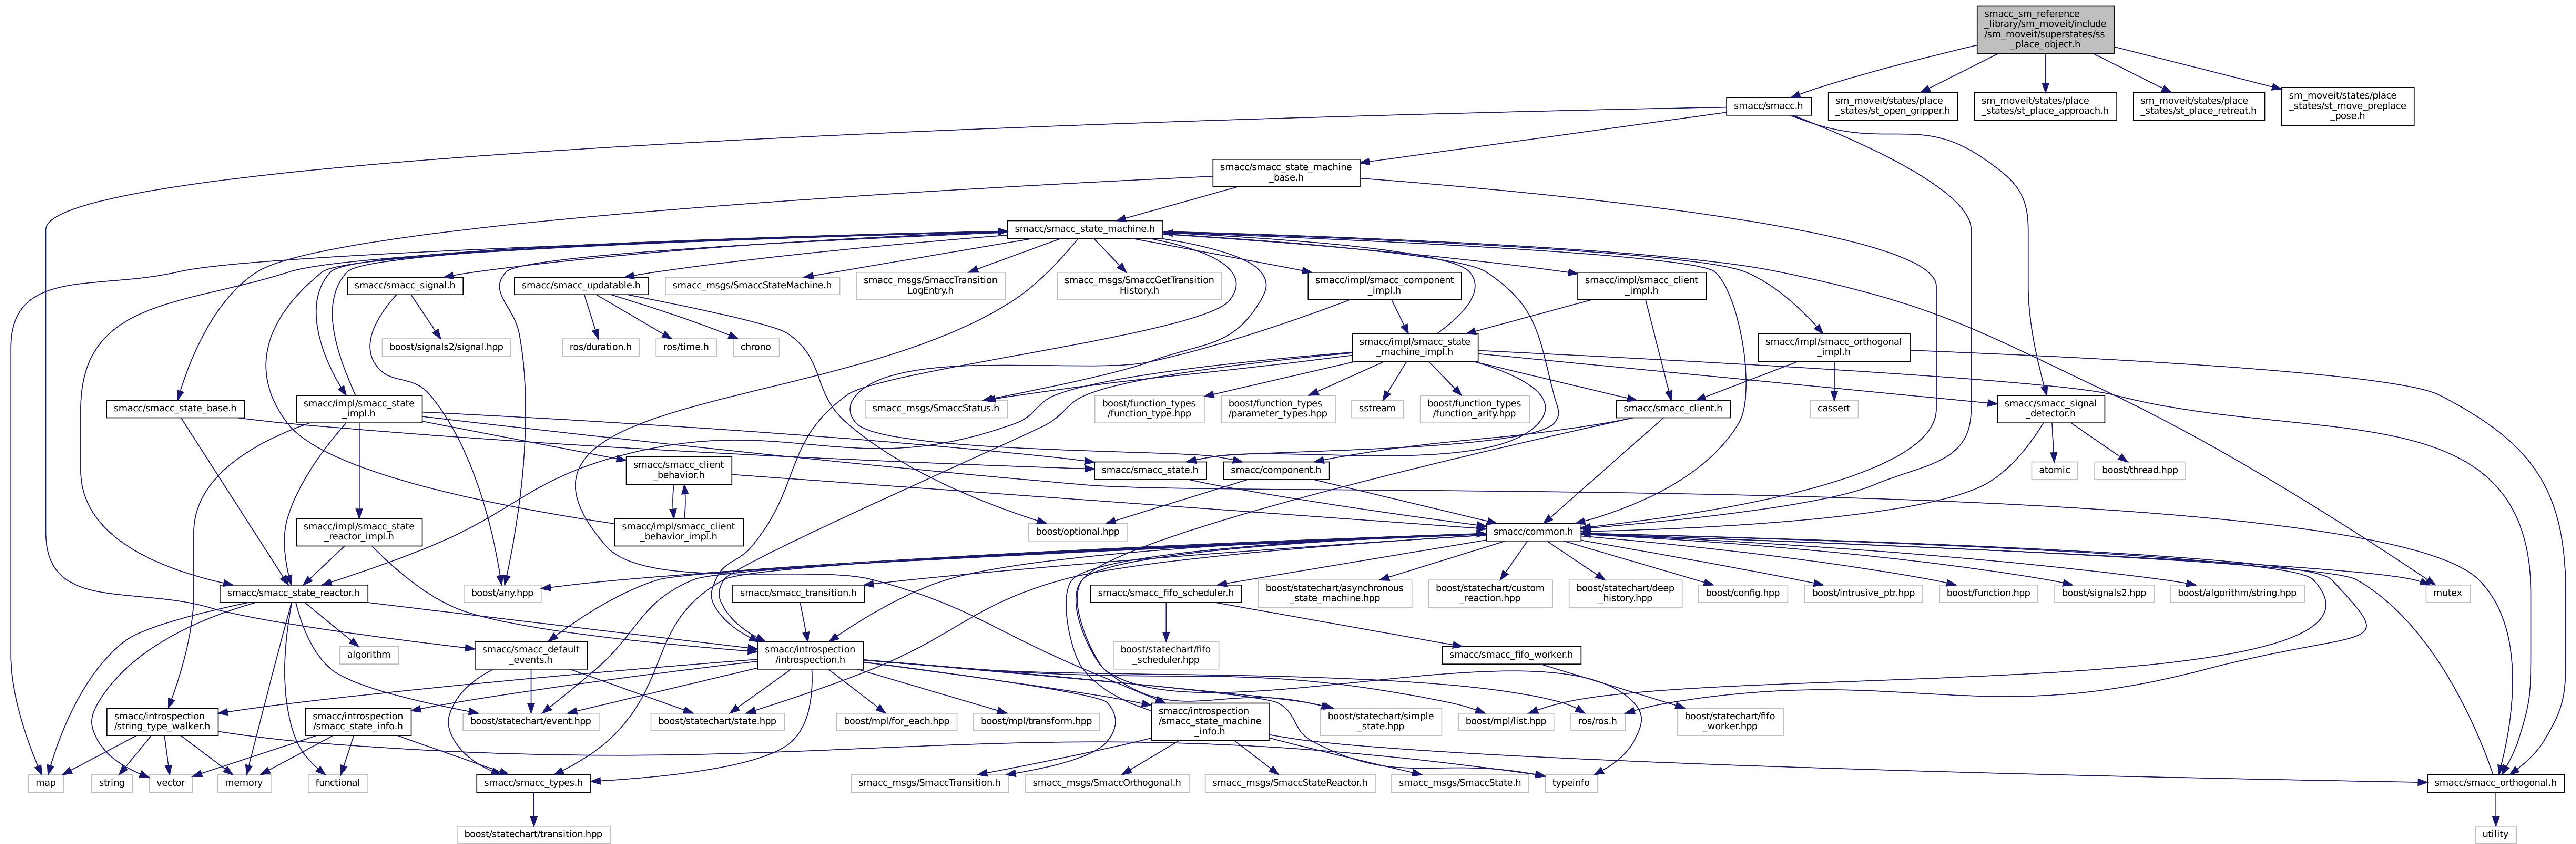 smacc_sm_reference
_library/sm_moveit/include
/sm_moveit/superstates/ss
_place_object.h
smacc/smacc.h
sm_moveit/states/place
_states/st_open_gripper.h
sm_moveit/states/place
_states/st_place_approach.h
sm_moveit/states/place
_states/st_place_retreat.h
sm_moveit/states/place
_states/st_move_preplace
_pose.h
smacc/smacc_state_machine
_base.h
smacc/smacc_state_machine.h
smacc/smacc_signal.h
smacc/smacc_updatable.h
smacc_msgs/SmaccStateMachine.h
smacc_msgs/SmaccTransition
LogEntry.h
smacc_msgs/SmaccGetTransition
History.h
smacc/impl/smacc_component
_impl.h
smacc/impl/smacc_client
_impl.h
boost/signals2/signal.hpp
ros/duration.h
ros/time.h
chrono
smacc/impl/smacc_state
_machine_impl.h
smacc/impl/smacc_orthogonal
_impl.h
smacc/smacc_state_base.h
smacc/impl/smacc_state
_impl.h
smacc_msgs/SmaccStatus.h
boost/function_types
/function_type.hpp
boost/function_types
/parameter_types.hpp
sstream
boost/function_types
/function_arity.hpp
smacc/smacc_client.h
cassert
smacc/smacc_signal
_detector.h
smacc/smacc_client
_behavior.h
smacc/smacc_state.h
smacc/component.h
atomic
boost/thread.hpp
smacc/impl/smacc_state
_reactor_impl.h
smacc/impl/smacc_client
_behavior_impl.h
boost/optional.hpp
smacc/common.h
smacc/smacc_state_reactor.h
boost/any.hpp
smacc/smacc_transition.h
smacc/smacc_fifo_scheduler.h
boost/statechart/asynchronous
_state_machine.hpp
boost/statechart/custom
_reaction.hpp
boost/statechart/deep
_history.hpp
boost/config.hpp
boost/intrusive_ptr.hpp
boost/function.hpp
boost/signals2.hpp
boost/algorithm/string.hpp
mutex
algorithm
smacc/smacc_default
_events.h
smacc/introspection
/introspection.h
boost/statechart/fifo
_scheduler.hpp
smacc/smacc_fifo_worker.h
smacc/introspection
/string_type_walker.h
smacc/introspection
/smacc_state_info.h
boost/statechart/event.hpp
boost/statechart/state.hpp
boost/mpl/for_each.hpp
boost/mpl/transform.hpp
smacc/introspection
/smacc_state_machine
_info.h
boost/statechart/simple
_state.hpp
boost/mpl/list.hpp
ros/ros.h
boost/statechart/fifo
_worker.hpp
map
string
vector
memory
functional
smacc/smacc_types.h
smacc_msgs/SmaccTransition.h
smacc_msgs/SmaccOrthogonal.h
smacc_msgs/SmaccStateReactor.h
smacc_msgs/SmaccState.h
typeinfo
smacc/smacc_orthogonal.h
boost/statechart/transition.hpp
utility